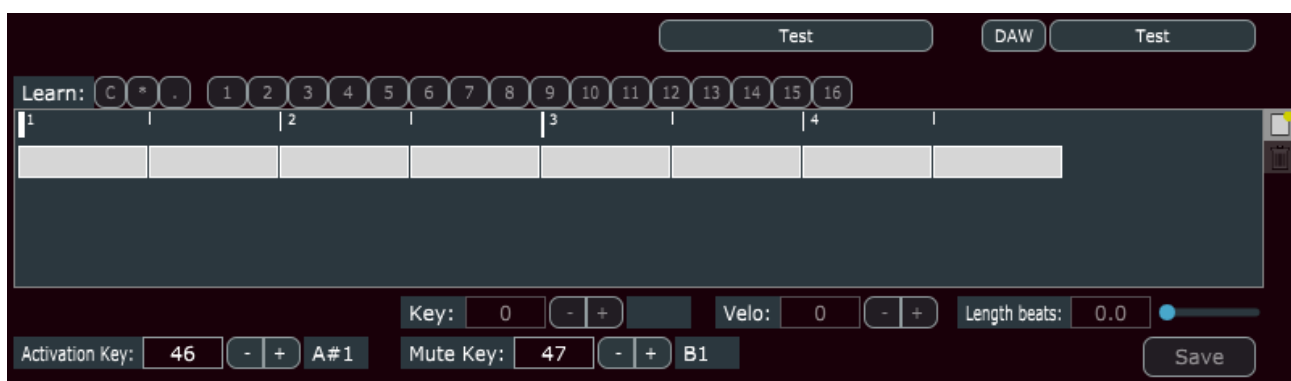 Test DAW Test
Learn: C * . 1 2 3 4 5 6 7 8 9 10 11 12 13 14 15 16
1 2 3 4
Key: 0 - + Velo: 0 - + Length beats: 0.0
Activation Key: 46 - + A#1 Mute Key: 47 - + B1 Save